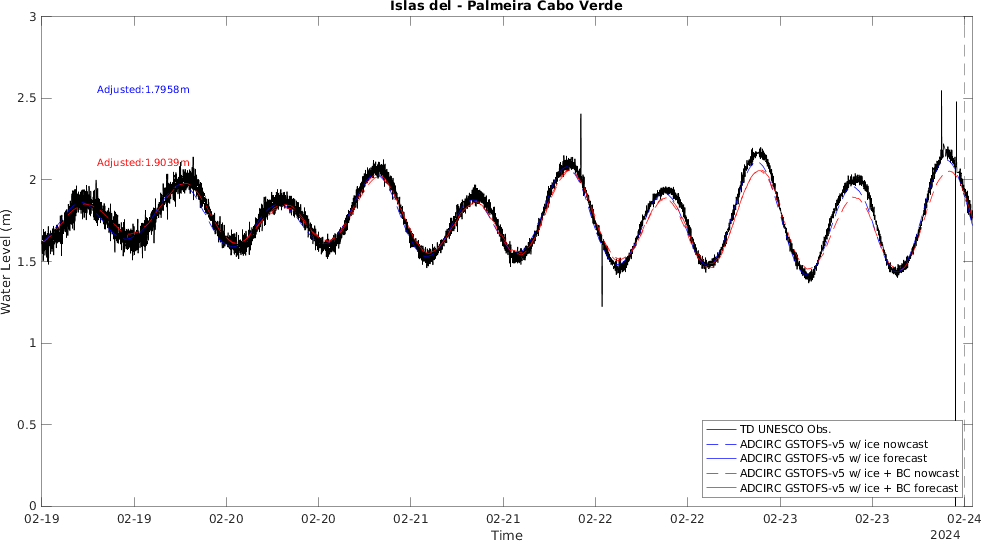 Islas del - Palmeira Cabo Verde
3
2.5
2
1.5
1
0.5
0
Water Level (m)
Adjusted:1.7958m
Adjusted:1.9039m
TD UNESCO Obs.
ADCIRC GSTOFS-v5 w/ ice nowcast
ADCIRC GSTOFS-v5 w/ ice forecast
ADCIRC GSTOFS-v5 w/ ice + BC nowcast
ADCIRC GSTOFS-v5 w/ ice + BC forecast
02-19 02-19 02-20 02-20 02-21 02-21 02-22 02-22 02-23 02-23 02-24
Time
2024